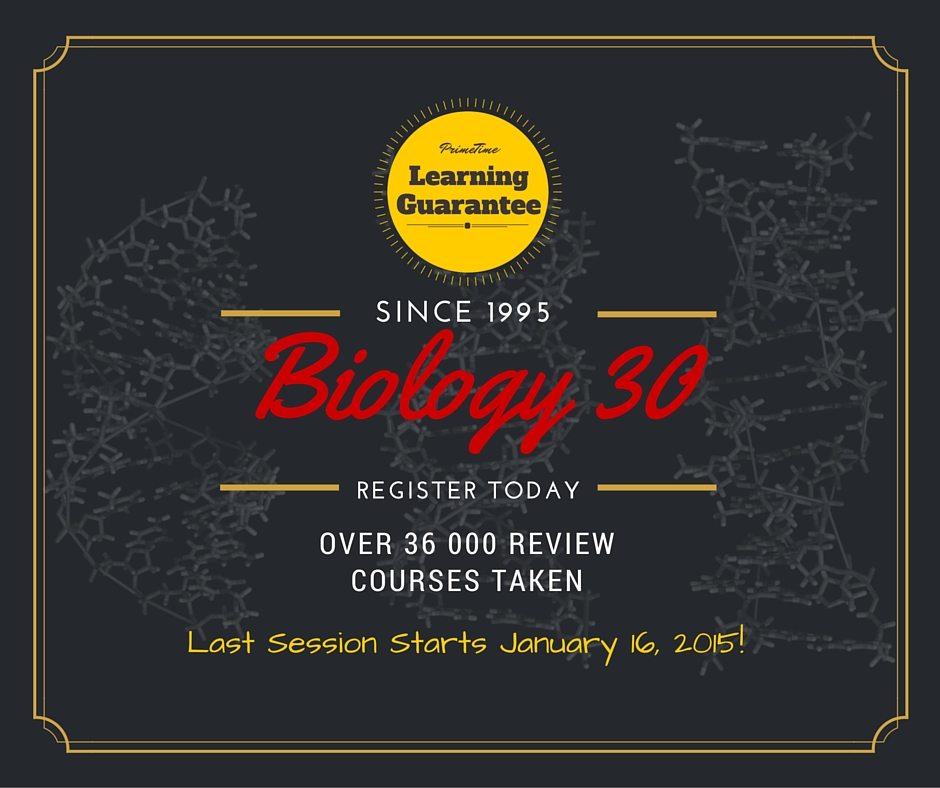 PrimeTime
Learning
Guarantee
SINCE 1995
Biology 30
REGISTER TODAY
OVER 36 000 REVIEW
COURSES TAKEN
Last Session Starts January 16, 2015!